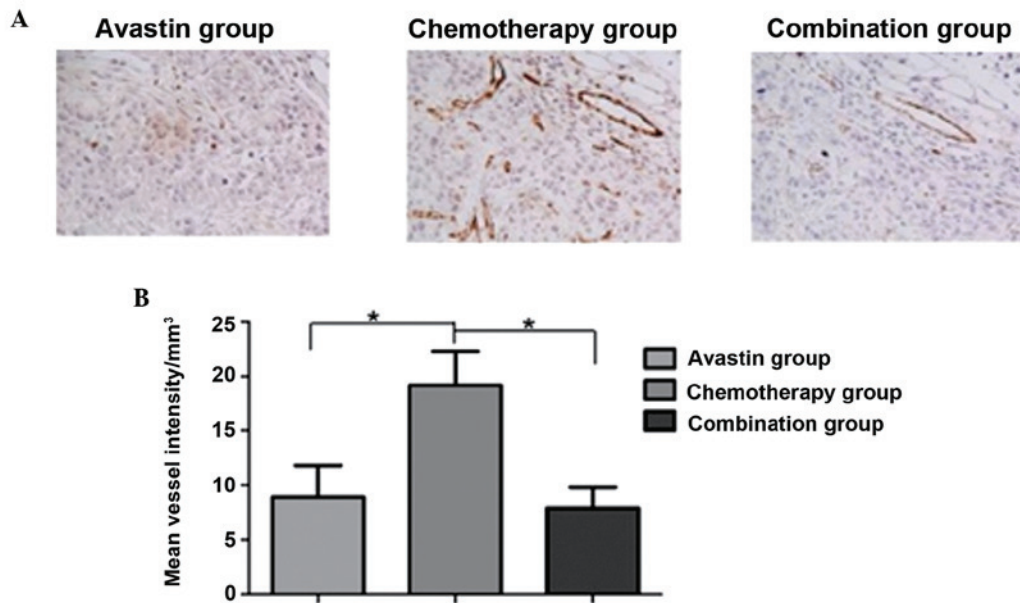 A
Avastin group
Chemotherapy group
Combination group
B
Mean vessel intensity/mm³
25
20
15
10
5
0
*
*
Avastin group
Chemotherapy group
Combination group